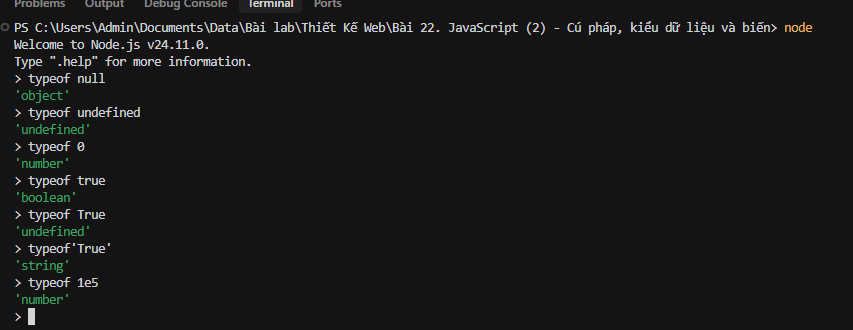 Problems Output Debug Console Terminal Ports
PS C:\Users\Admin\Documents\Data\Bài lab\Thiết Kế Web\Bài 22. JavaScript (2) - Cú pháp, kiểu dữ liệu và biến> node
Welcome to Node.js v24.11.0.
Type ".help" for more information.
> typeof null
'object'
> typeof undefined
'undefined'
> typeof 0
'number'
> typeof true
'boolean'
> typeof True
'undefined'
> typeof'True'
'string'
> typeof 1e5
'number'
>